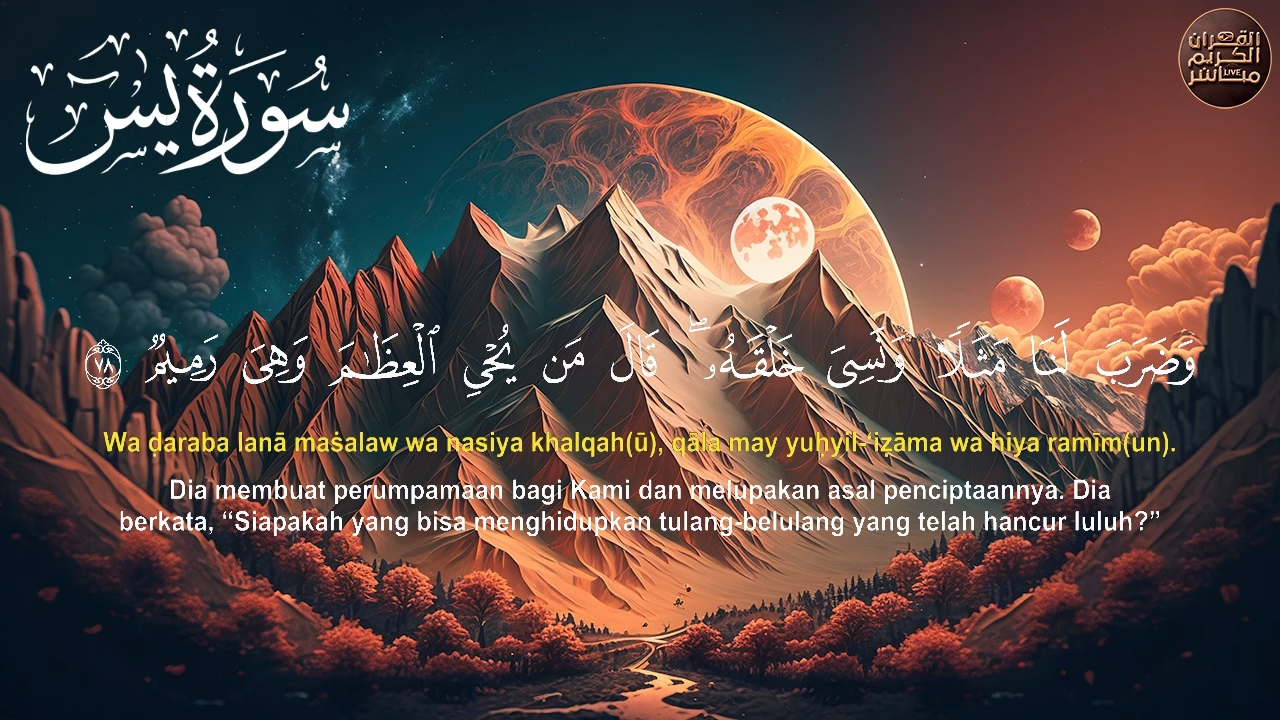 سُورَةُ يس
القرآن
الكريم
LIVE
مباشر
وَضَرَبَ لَنَا مَثَلًا وَنَسِىَ خَلْقَهُۥ ۖ قَالَ مَن يُحْىِ ٱلْعِظَٰمَ وَهِىَ رَمِيمٌ ٧٨
Wa ḍaraba lanā maṡalaw wa nasiya khalqah(ū), qāla may yuḥyil-‘iẓāma wa hiya ramīm(un).
Dia membuat perumpamaan bagi Kami dan melupakan asal penciptaannya. Dia
berkata, “Siapakah yang bisa menghidupkan tulang-belulang yang telah hancur luluh?”